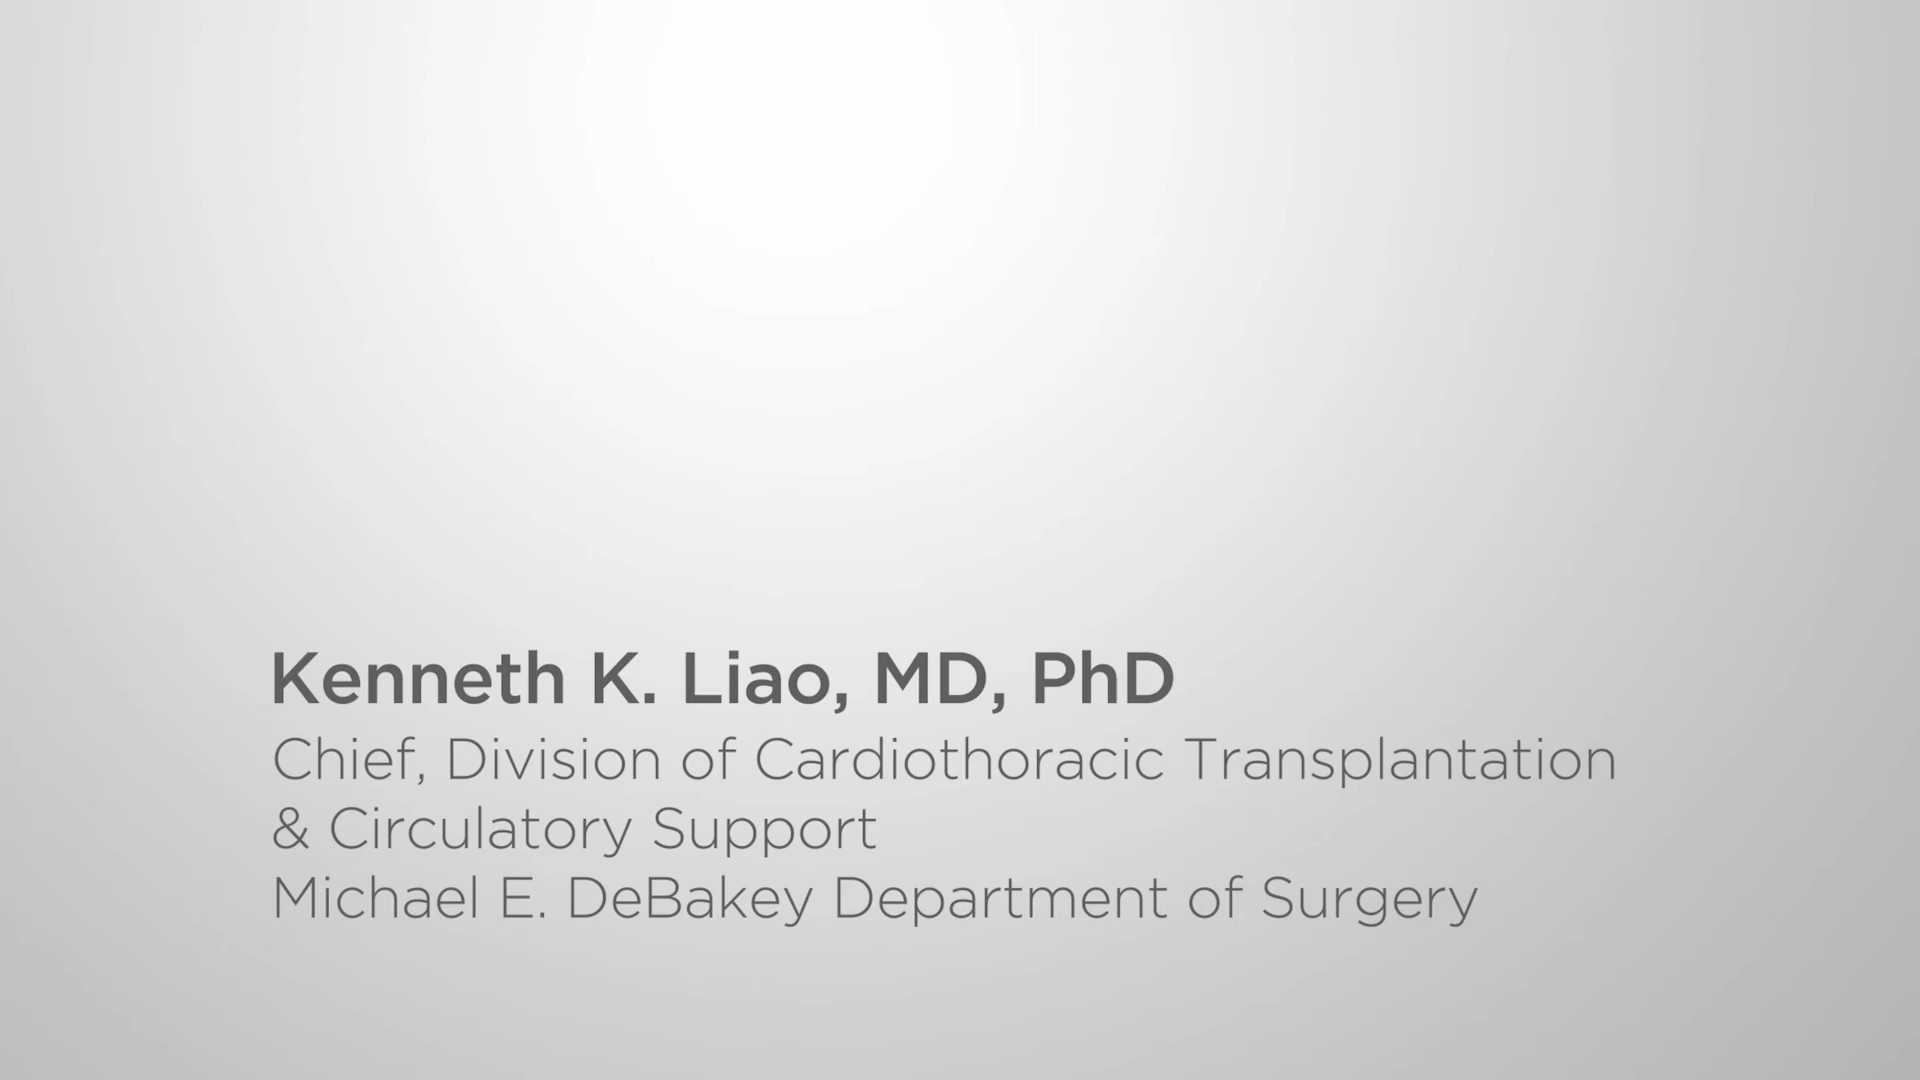 Kenneth K. Liao, MD, PhD
Chief, Division of Cardiothoracic Transplantation
& Circulatory Support
Michael E. DeBakey Department of Surgery